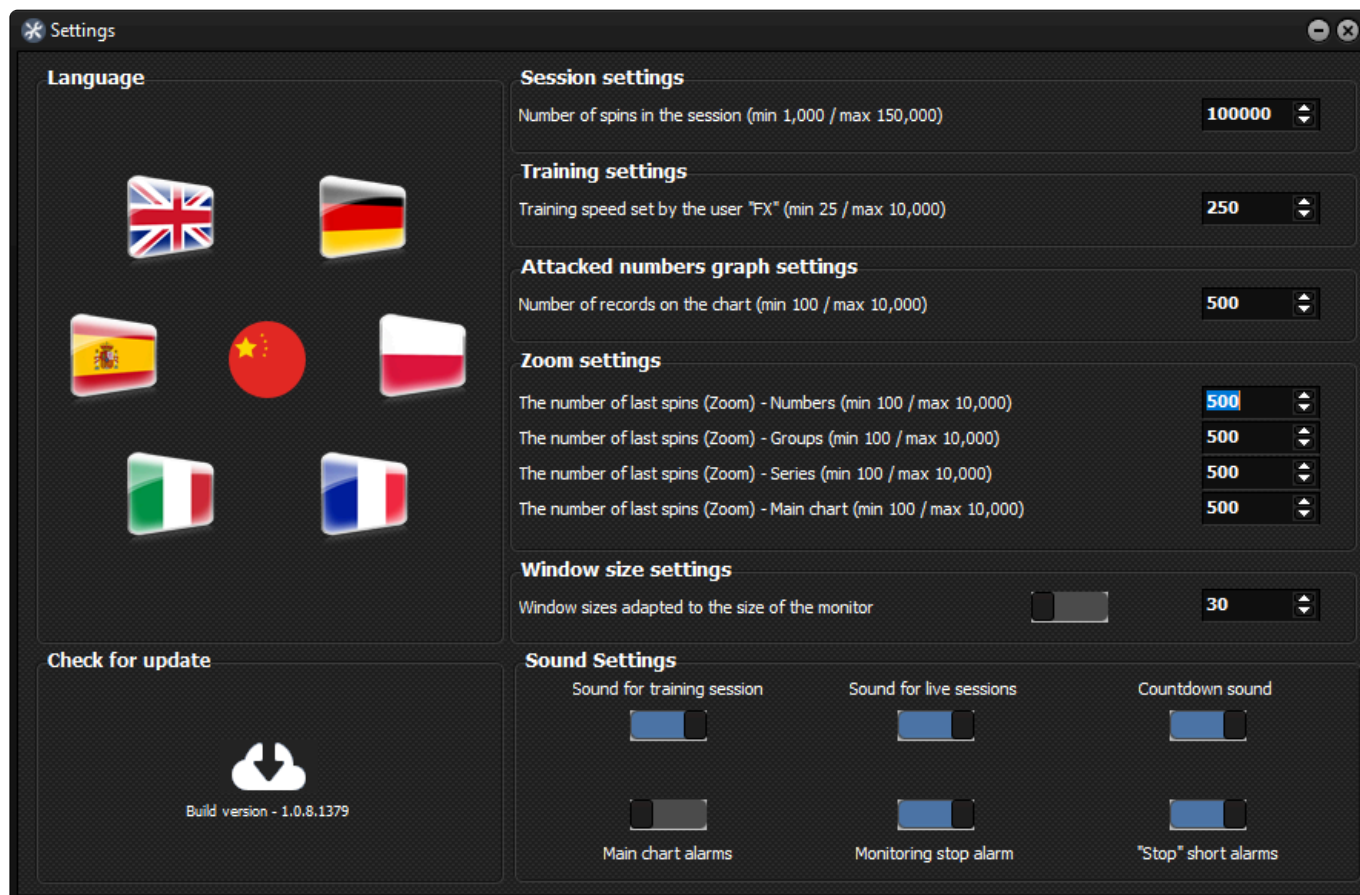 Settings
Language
Session settings
Number of spins in the session (min 1,000 / max 150,000)
100000
Training settings
Training speed set by the user "FX" (min 25 / max 10,000)
250
Attacked numbers graph settings
Number of records on the chart (min 100 / max 10,000)
500
Zoom settings
The number of last spins (Zoom) - Numbers (min 100 / max 10,000)
500
The number of last spins (Zoom) - Groups (min 100 / max 10,000)
500
The number of last spins (Zoom) - Series (min 100 / max 10,000)
500
The number of last spins (Zoom) - Main chart (min 100 / max 10,000)
500
Window size settings
Window sizes adapted to the size of the monitor
30
Check for update
Build version - 1.0.8.1379
Sound Settings
Sound for training session
Sound for live sessions
Countdown sound
Main chart alarms
Monitoring stop alarm
"Stop" short alarms